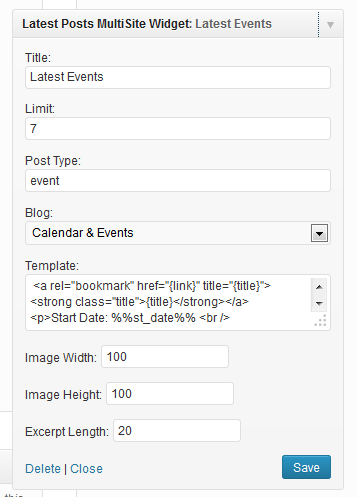 Latest Posts MultiSite Widget: Latest Events
Title:
Latest Events
Limit:
7
Post Type:
event
Blog:
Calendar & Events
Template:
<a rel="bookmark" href="{link}" title="{title}">
<strong class="title">{title}</strong></a>
<p>Start Date: %%st_date%% <br />
Image Width: 100
Image Height: 100
Excerpt Length: 20
Delete | Close
Save
this